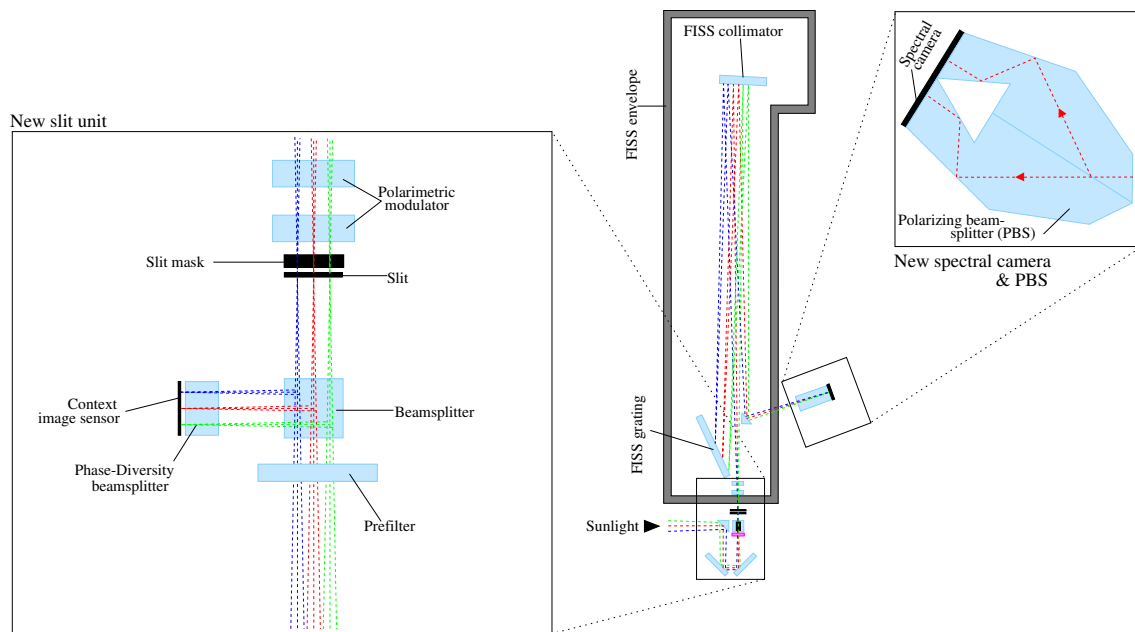 New slit unit
Polarimetric
modulator
Slit mask
Slit
Context
image sensor
Beamsplitter
Phase-Diversity
beamsplitter
Prefilter
FISS collimator
FISS envelope
FISS grating
Sunlight
Spectral
camera
Polarizing beam-
splitter (PBS)
New spectral camera
& PBS